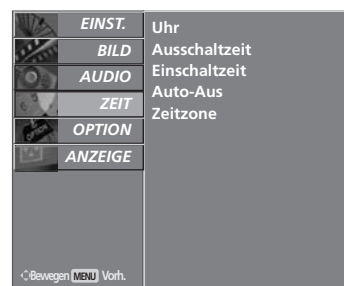 EINST.
BILD
AUDIO
ZEIT
OPTION
ANZEIGE
Uhr
Ausschaltzeit
Einschaltzeit
Auto-Aus
Zeitzone
Bewegen MENU Vorh.